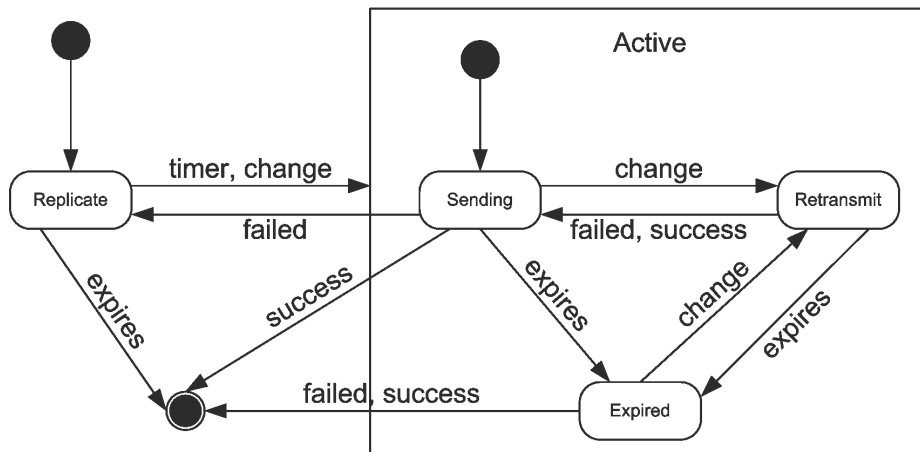 Active
timer, change
change
Replicate
Sending
Retransmit
failed
failed, success
expires
success
expires
change
expires
failed, success
Expired